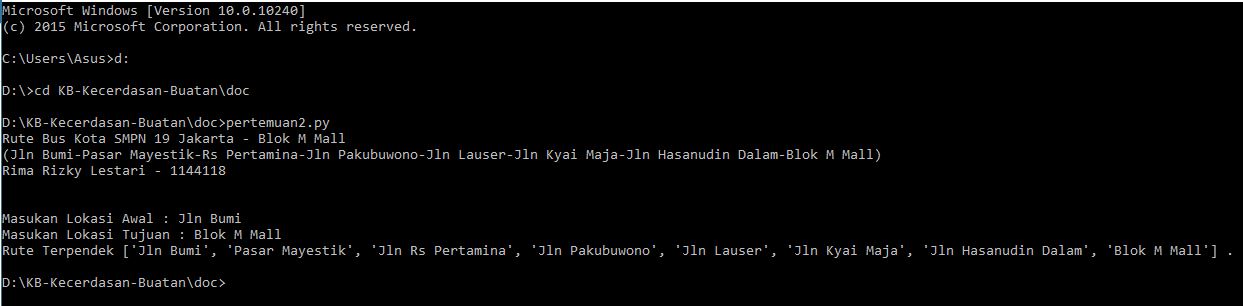 Microsoft Windows [Version 10.0.10240]
(c) 2015 Microsoft Corporation. All rights reserved.
C:\Users\Asus>d:
D:\>cd KB-Kecerdasan-Buatan\doc
D:\KB-Kecerdasan-Buatan\doc>pertemuan2.py
Rute Bus Kota SMPN 19 Jakarta - Blok M Mall
(Jln Bumi-Pasar Mayestik-Rs Pertamina-Jln Pakubuwono-Jln Lauser-Jln Kyai Maja-Jln Hasanudin Dalam-Blok M Mall)
Rima Rizky Lestari - 1144118
Masukan Lokasi Awal : Jln Bumi
Masukan Lokasi Tujuan : Blok M Mall
Rute Terpendek ['Jln Bumi', 'Pasar Mayestik', 'Jln Rs Pertamina', 'Jln Pakubuwono', 'Jln Lauser', 'Jln Kyai Maja', 'Jln Hasanudin Dalam', 'Blok M Mall'] .
D:\KB-Kecerdasan-Buatan\doc>